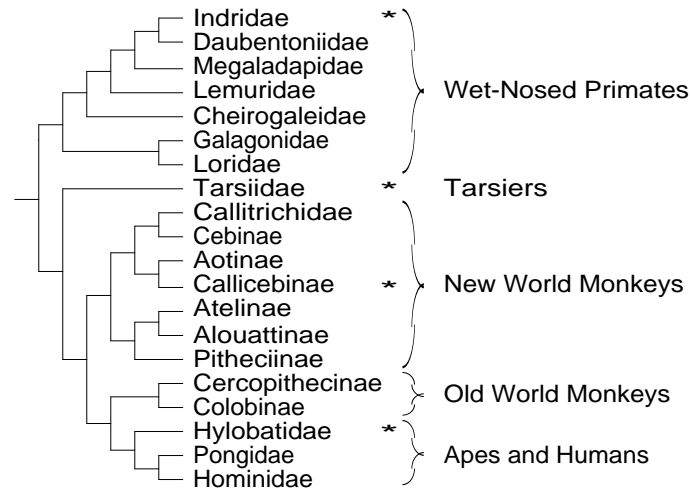 Indridae *
Daubentoniidae
Megaladapidae
Lemuridae Wet-Nosed Primates
Cheirogaleidae
Galagonidae
Loridae
Tarsiidae * Tarsiers
Callitrichidae
Cebinae
Aotinae
Callicebinae * New World Monkeys
Atelinae
Alouattinae
Pitheciinae
Cercopithecinae
Old World Monkeys
Colobinae
Hylobatidae *
Pongidae Apes and Humans
Hominidae